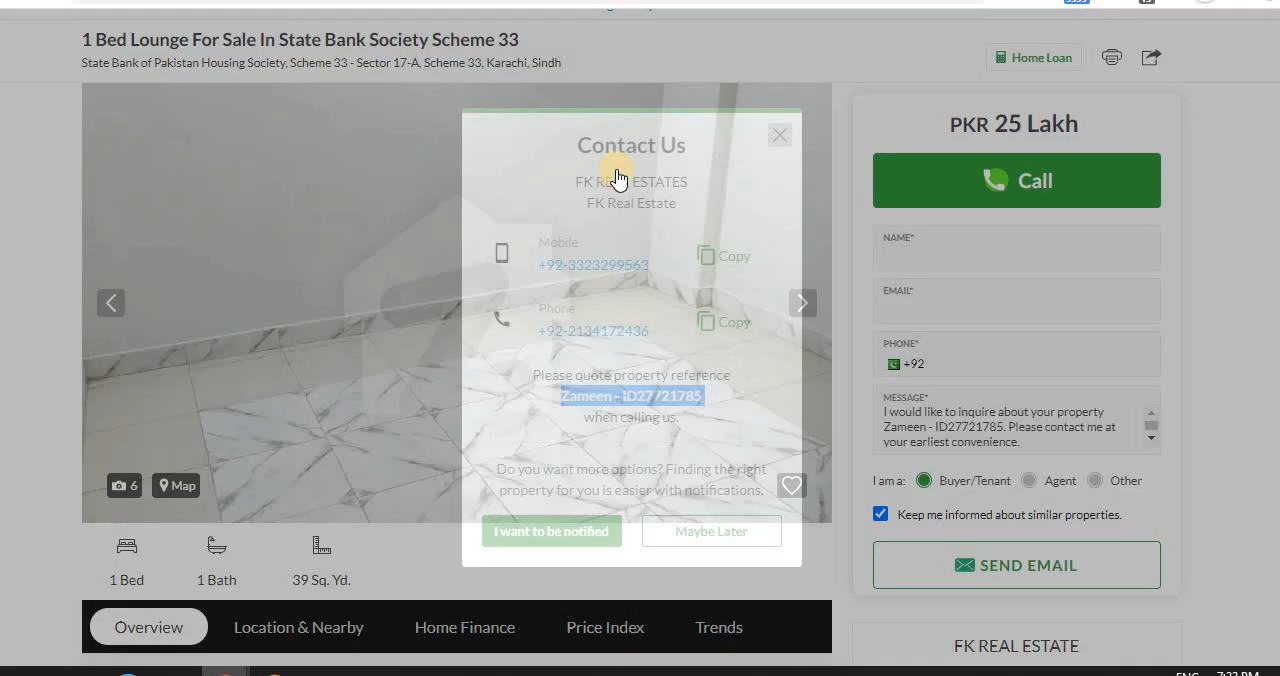 1 Bed Lounge For Sale In State Bank Society Scheme 33
State Bank of Pakistan Housing Society, Scheme 33 - Sector 17-A, Scheme 33, Karachi, Sindh
Home Loan
Contact Us
FK REAL ESTATES
FK Real Estate
Mobile
+92-3323299563
Copy
Phone
+92-2134172436
Copy
Please quote property reference
Zameen - ID27721785
when calling us.
Do you want more options? Finding the right
property for you is easier with notifications.
I want to be notified
Maybe Later
6
Map
1 Bed
1 Bath
39 Sq. Yd.
Overview
Location & Nearby
Home Finance
Price Index
Trends
PKR 25 Lakh
Call
NAME*
EMAIL*
PHONE*
+92
MESSAGE*
I would like to inquire about your property
Zameen - ID27721785. Please contact me at
your earliest convenience.
I am a:
Buyer/Tenant
Agent
Other
Keep me informed about similar properties.
SEND EMAIL
FK REAL ESTATE